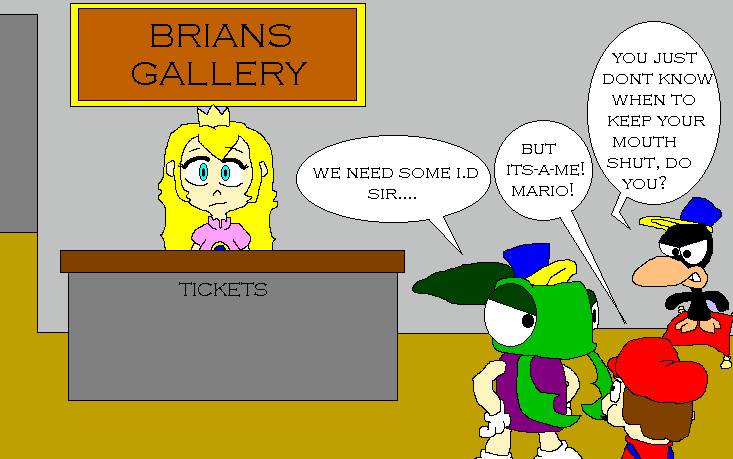 BRIANS
GALLERY
WE NEED SOME I.D
SIR....
BUT
ITS-A-ME!
MARIO!
YOU JUST
DONT KNOW
WHEN TO
KEEP YOUR
MOUTH
SHUT, DO
YOU?
TICKETS